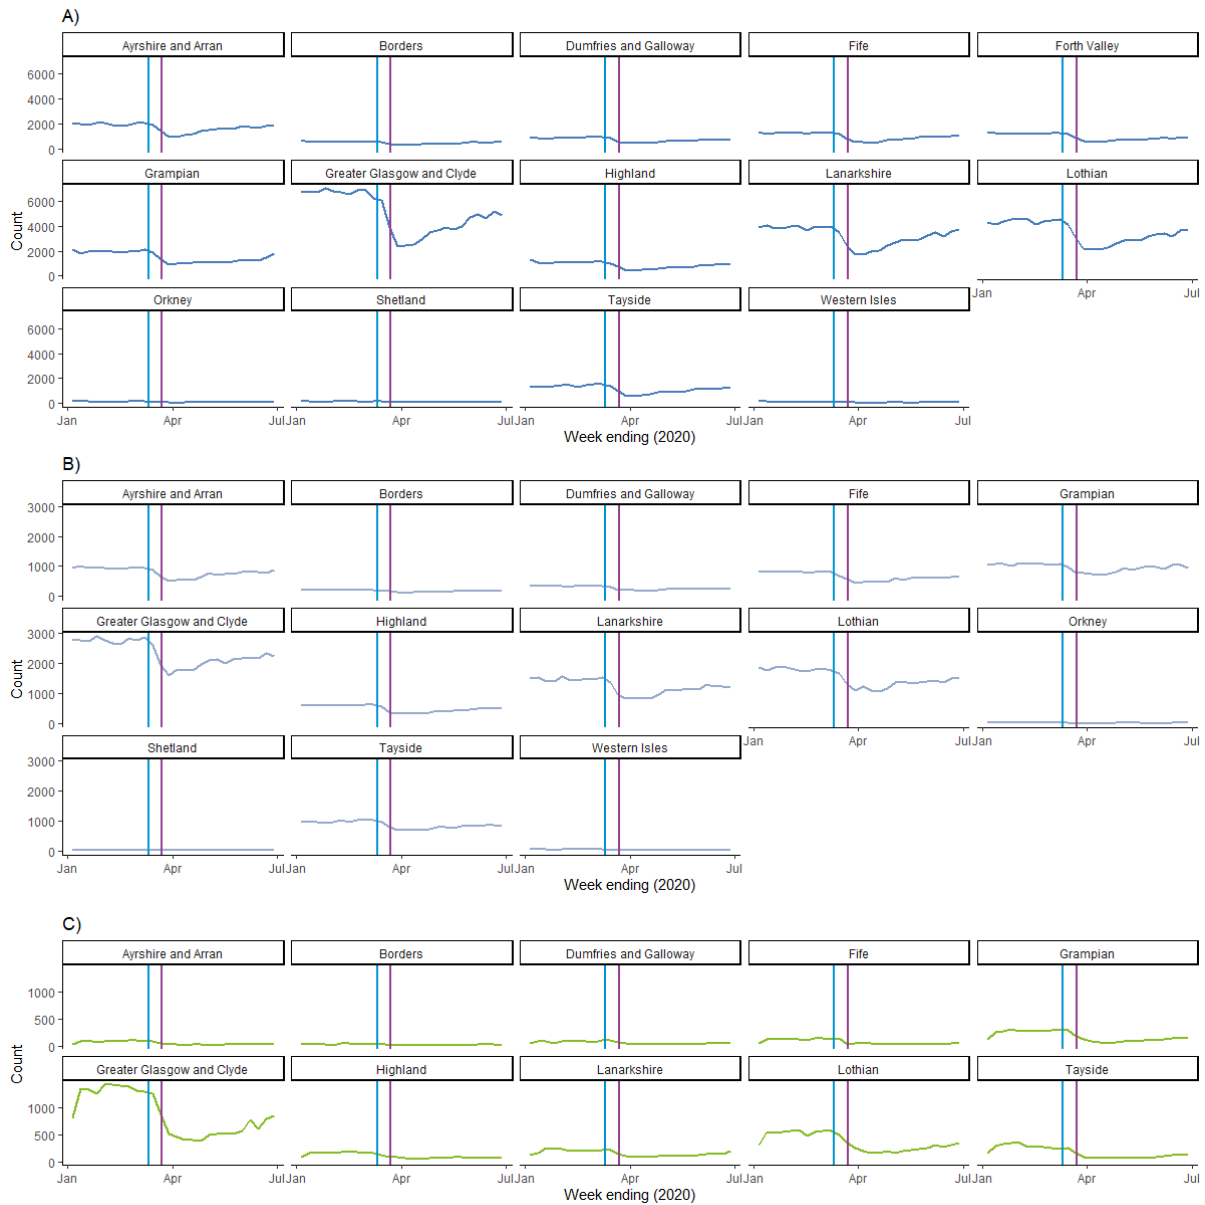 A)
Ayrshire and Arran Borders Dumfries and Galloway Fife Forth Valley
6000
4000
2000
0
Grampian Greater Glasgow and Clyde Highland Lanarkshire Lothian
6000
4000
2000
0
Count
Jan Apr Jul
Orkney Shetland Tayside Western Isles
6000
4000
2000
0
Jan Apr Jul Jan Apr Jul Jan Apr Jul Jan Apr Jul
Week ending (2020)
B)
Ayrshire and Arran Borders Dumfries and Galloway Fife Grampian
3000
2000
1000
0
Greater Glasgow and Clyde Highland Lanarkshire Lothian Orkney
3000
2000
1000
0
Count
Jan Apr Jul Jan Apr Jul
Shetland Tayside Western Isles
3000
2000
1000
0
Jan Apr Jul Jan Apr Jul Jan Apr Jul
Week ending (2020)
C)
Ayrshire and Arran Borders Dumfries and Galloway Fife Grampian
1000
500
0
Count
Greater Glasgow and Clyde Highland Lanarkshire Lothian Tayside
1000
500
0
Jan Apr Jul Jan Apr Jul Jan Apr Jul Jan Apr Jul Jan Apr Jul
Week ending (2020)